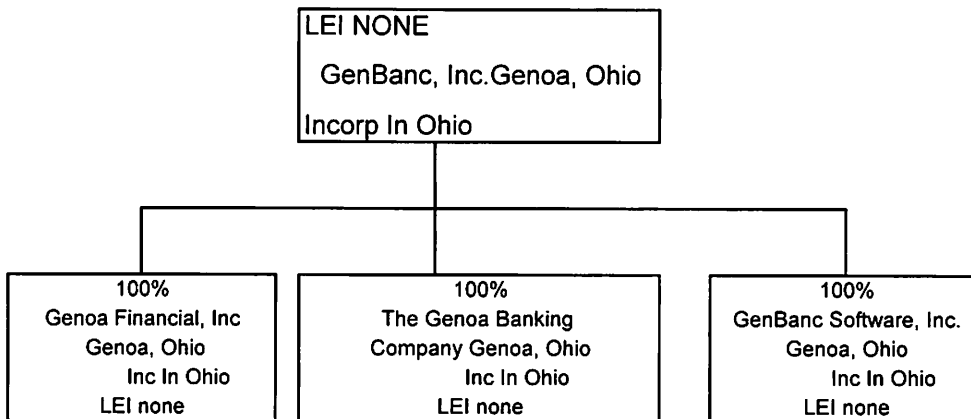 LEI NONE
GenBanc, Inc.Genoa, Ohio
Incorp In Ohio
100%
Genoa Financial, Inc
Genoa, Ohio
Inc In Ohio
LEI none
100%
The Genoa Banking
Company Genoa, Ohio
Inc In Ohio
LEI none
100%
GenBanc Software, Inc.
Genoa, Ohio
Inc In Ohio
LEI none